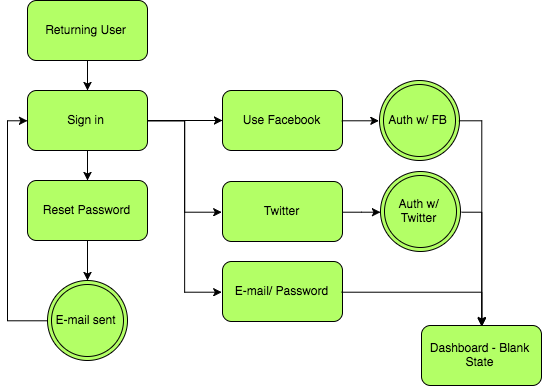 Returning User
Sign in
Use Facebook
Auth w/ FB
Reset Password
Twitter
Auth w/
Twitter
E-mail/ Password
E-mail sent
Dashboard - Blank
State